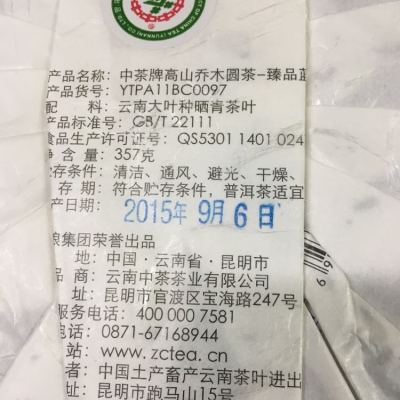 产品名称：中茶牌高山乔木圆茶-臻品蓝
产品货号：YTPA11BC0097
配　　料：云南大叶种晒青茶叶
产品标准号：GB/T 22111
食品生产许可证号：QS5301 1401 024
净含量：357克
贮存条件：清洁、通风、避光、干燥、
存期：符合贮存条件，普洱茶适宜
产日期：2015年 9月 6日
粮集团荣誉出品
地：中国·云南省·昆明市
品商：云南中茶茶业有限公司
址：昆明市官渡区宝海路247号
服务电话：400 000 7581
电话：0871-67168944
站：www.zctea.cn
者：中国土产畜产云南茶叶进出
址：昆明市跑马山15号